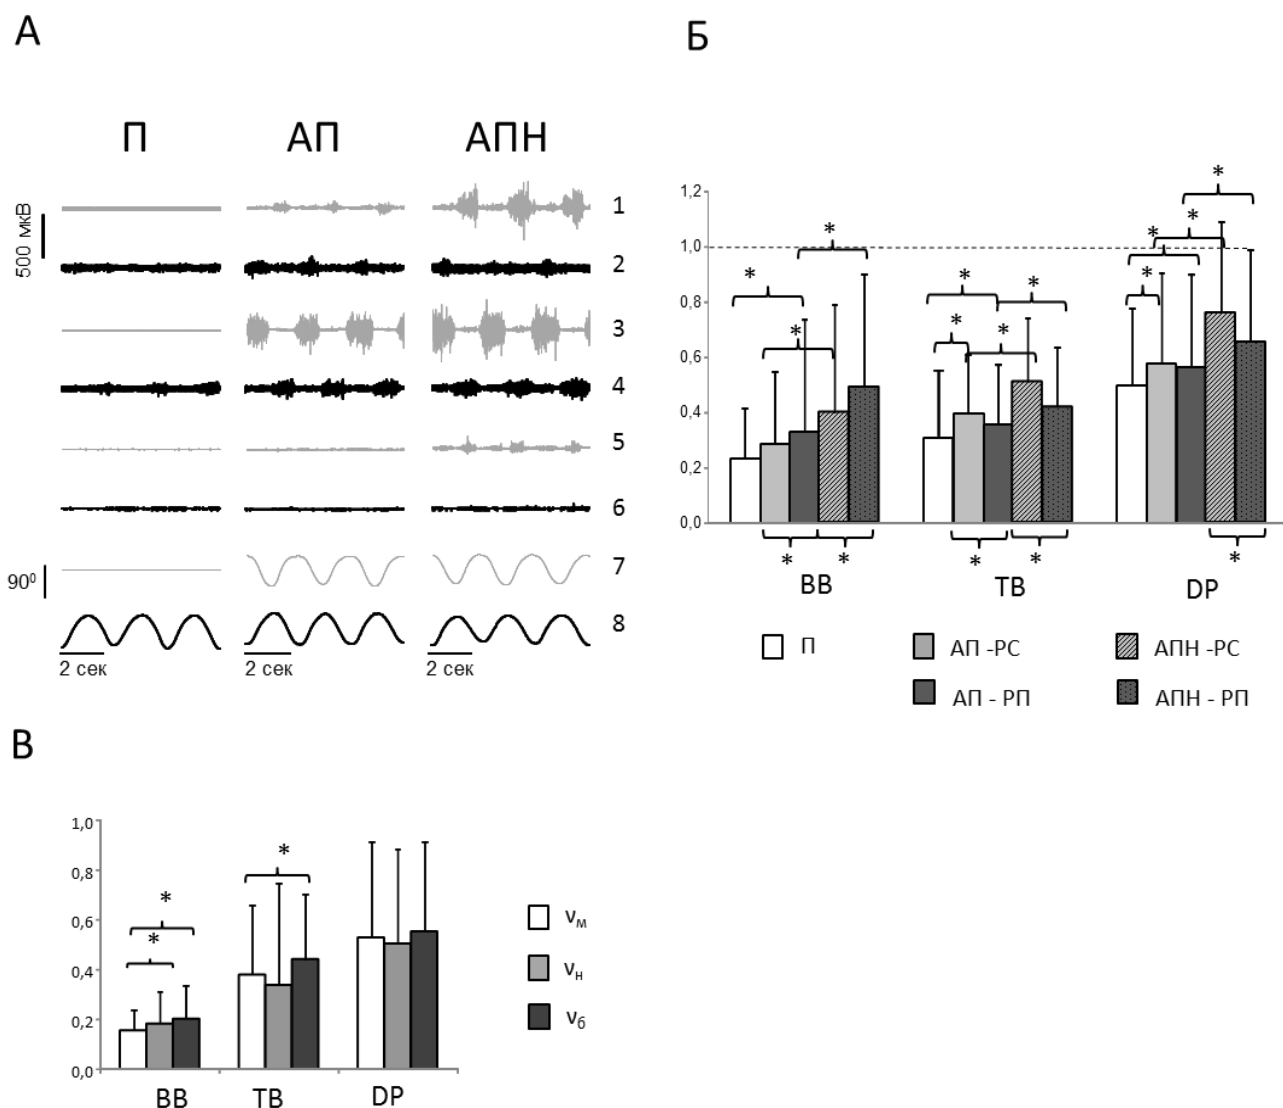 А
П АП АПН
500 мкВ
1
2
3
4
5
6
7
90⁰
8
2 сек 2 сек 2 сек
Б
1,2
1,0
0,8
0,6
0,4
0,2
0,0
* * * * * * * * * * * * *
* * * * *
BB TB DP
П АП -РС АПН -РС
АП - РП АПН - РП
В
1,0
0,8
0,6
0,4
0,2
0,0
* * *
BB TB DP
νм
νн
νб